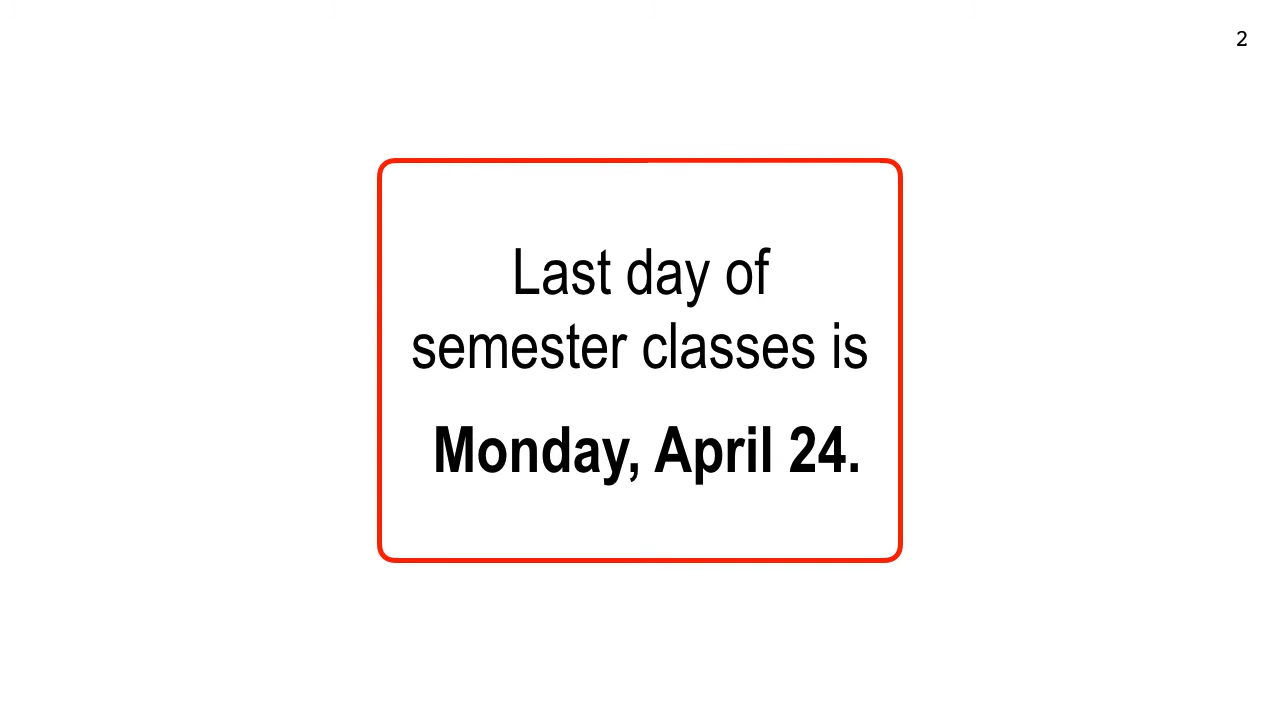 2
Last day of
semester classes is
Monday, April 24.